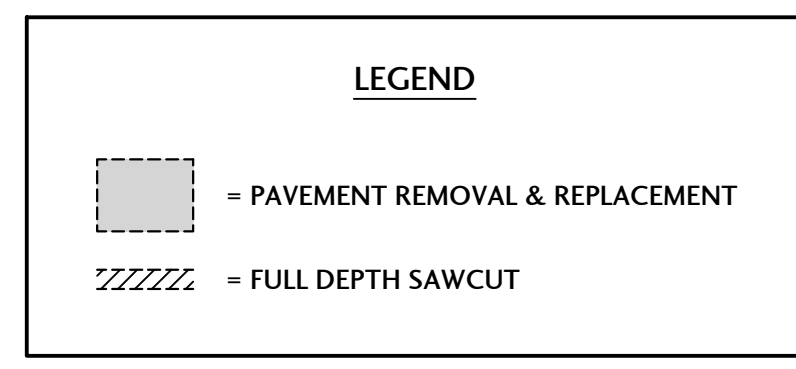 LEGEND
= PAVEMENT REMOVAL & REPLACEMENT
= FULL DEPTH SAWCUT